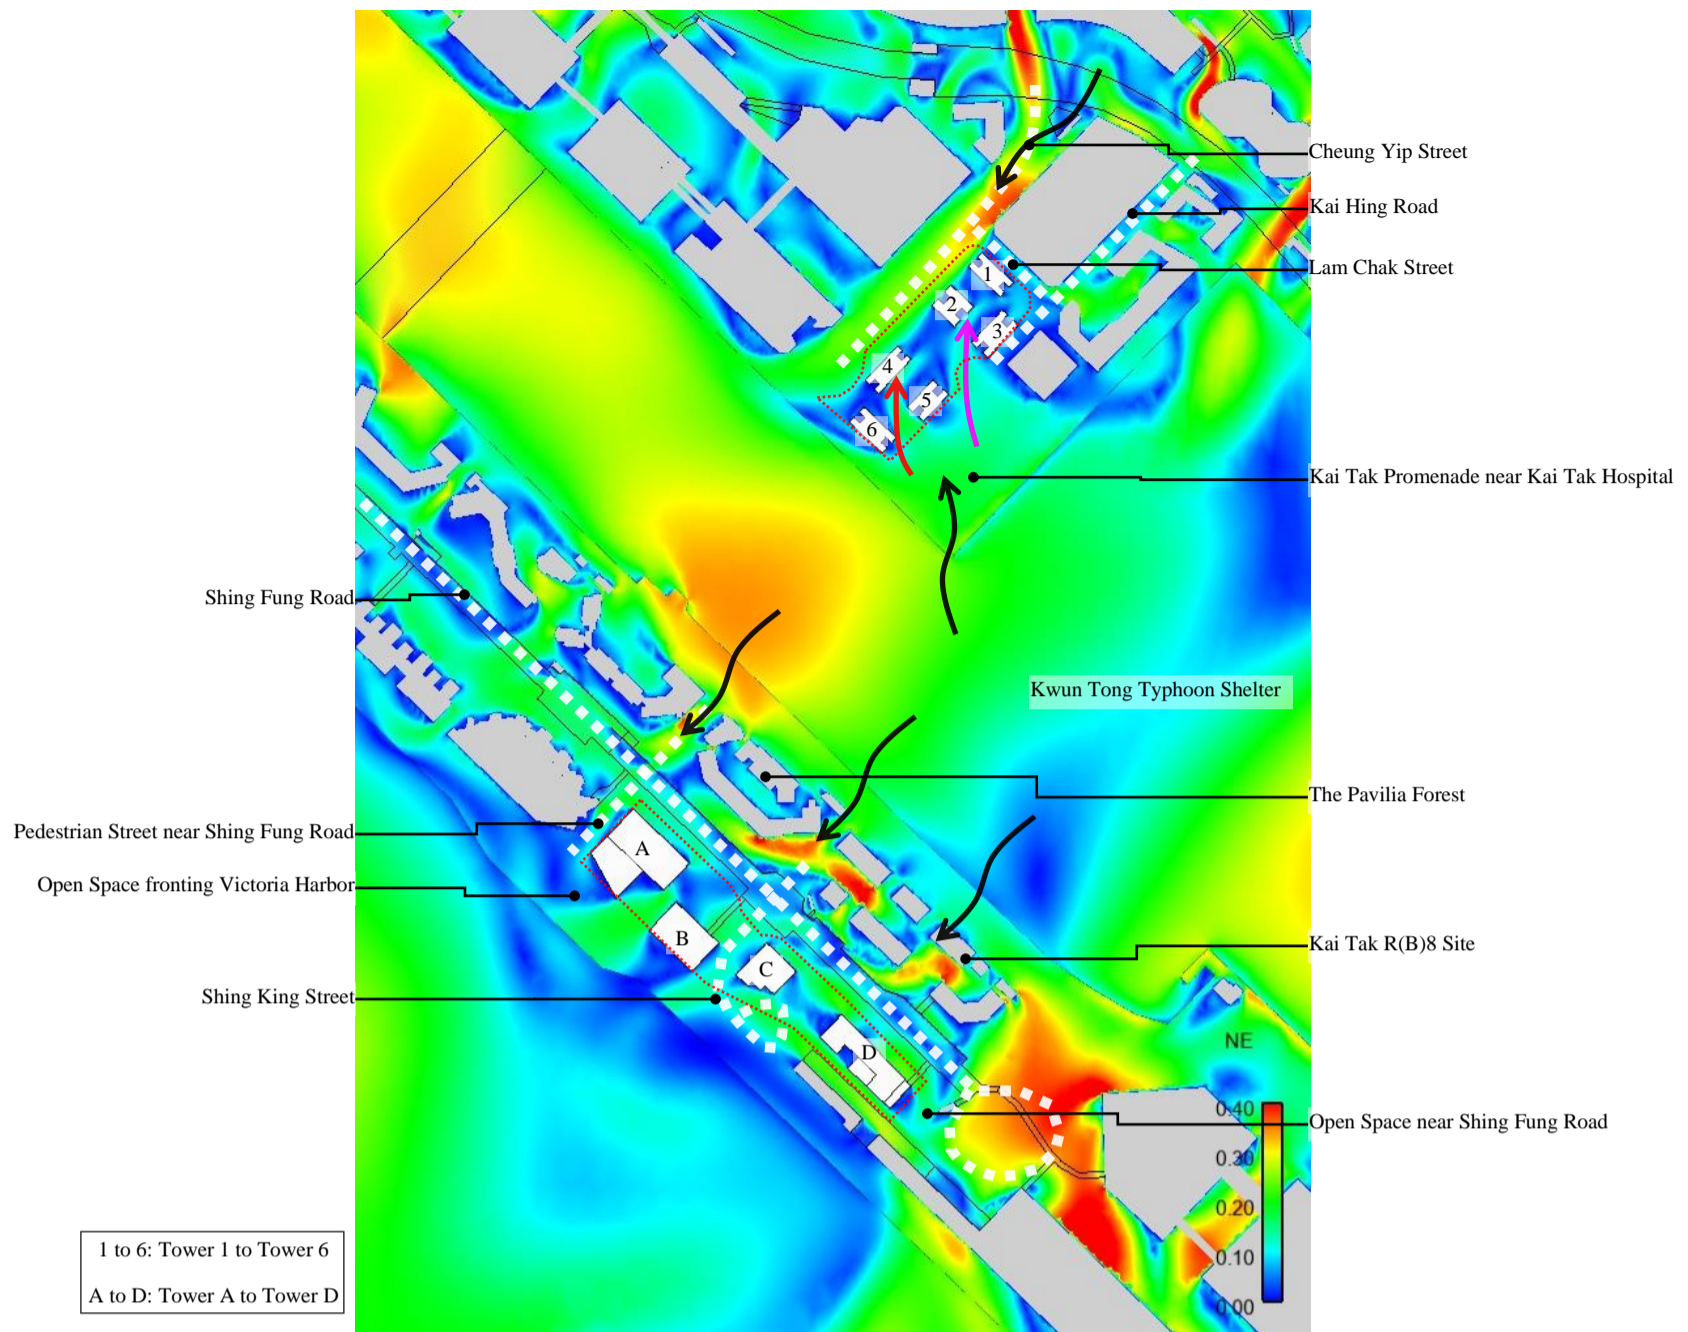 Cheung Yip Street
Kai Hing Road
Lam Chak Street
1
2
3
4
5
6
Kai Tak Promenade near Kai Tak Hospital
Shing Fung Road
Kwun Tong Typhoon Shelter
The Pavilia Forest
Pedestrian Street near Shing Fung Road
A
Open Space fronting Victoria Harbor
B
Kai Tak R(B)8 Site
C
Shing King Street
D
NE
0.40
Open Space near Shing Fung Road
0.30
0.20
0.10
0.00
1 to 6: Tower 1 to Tower 6
A to D: Tower A to Tower D